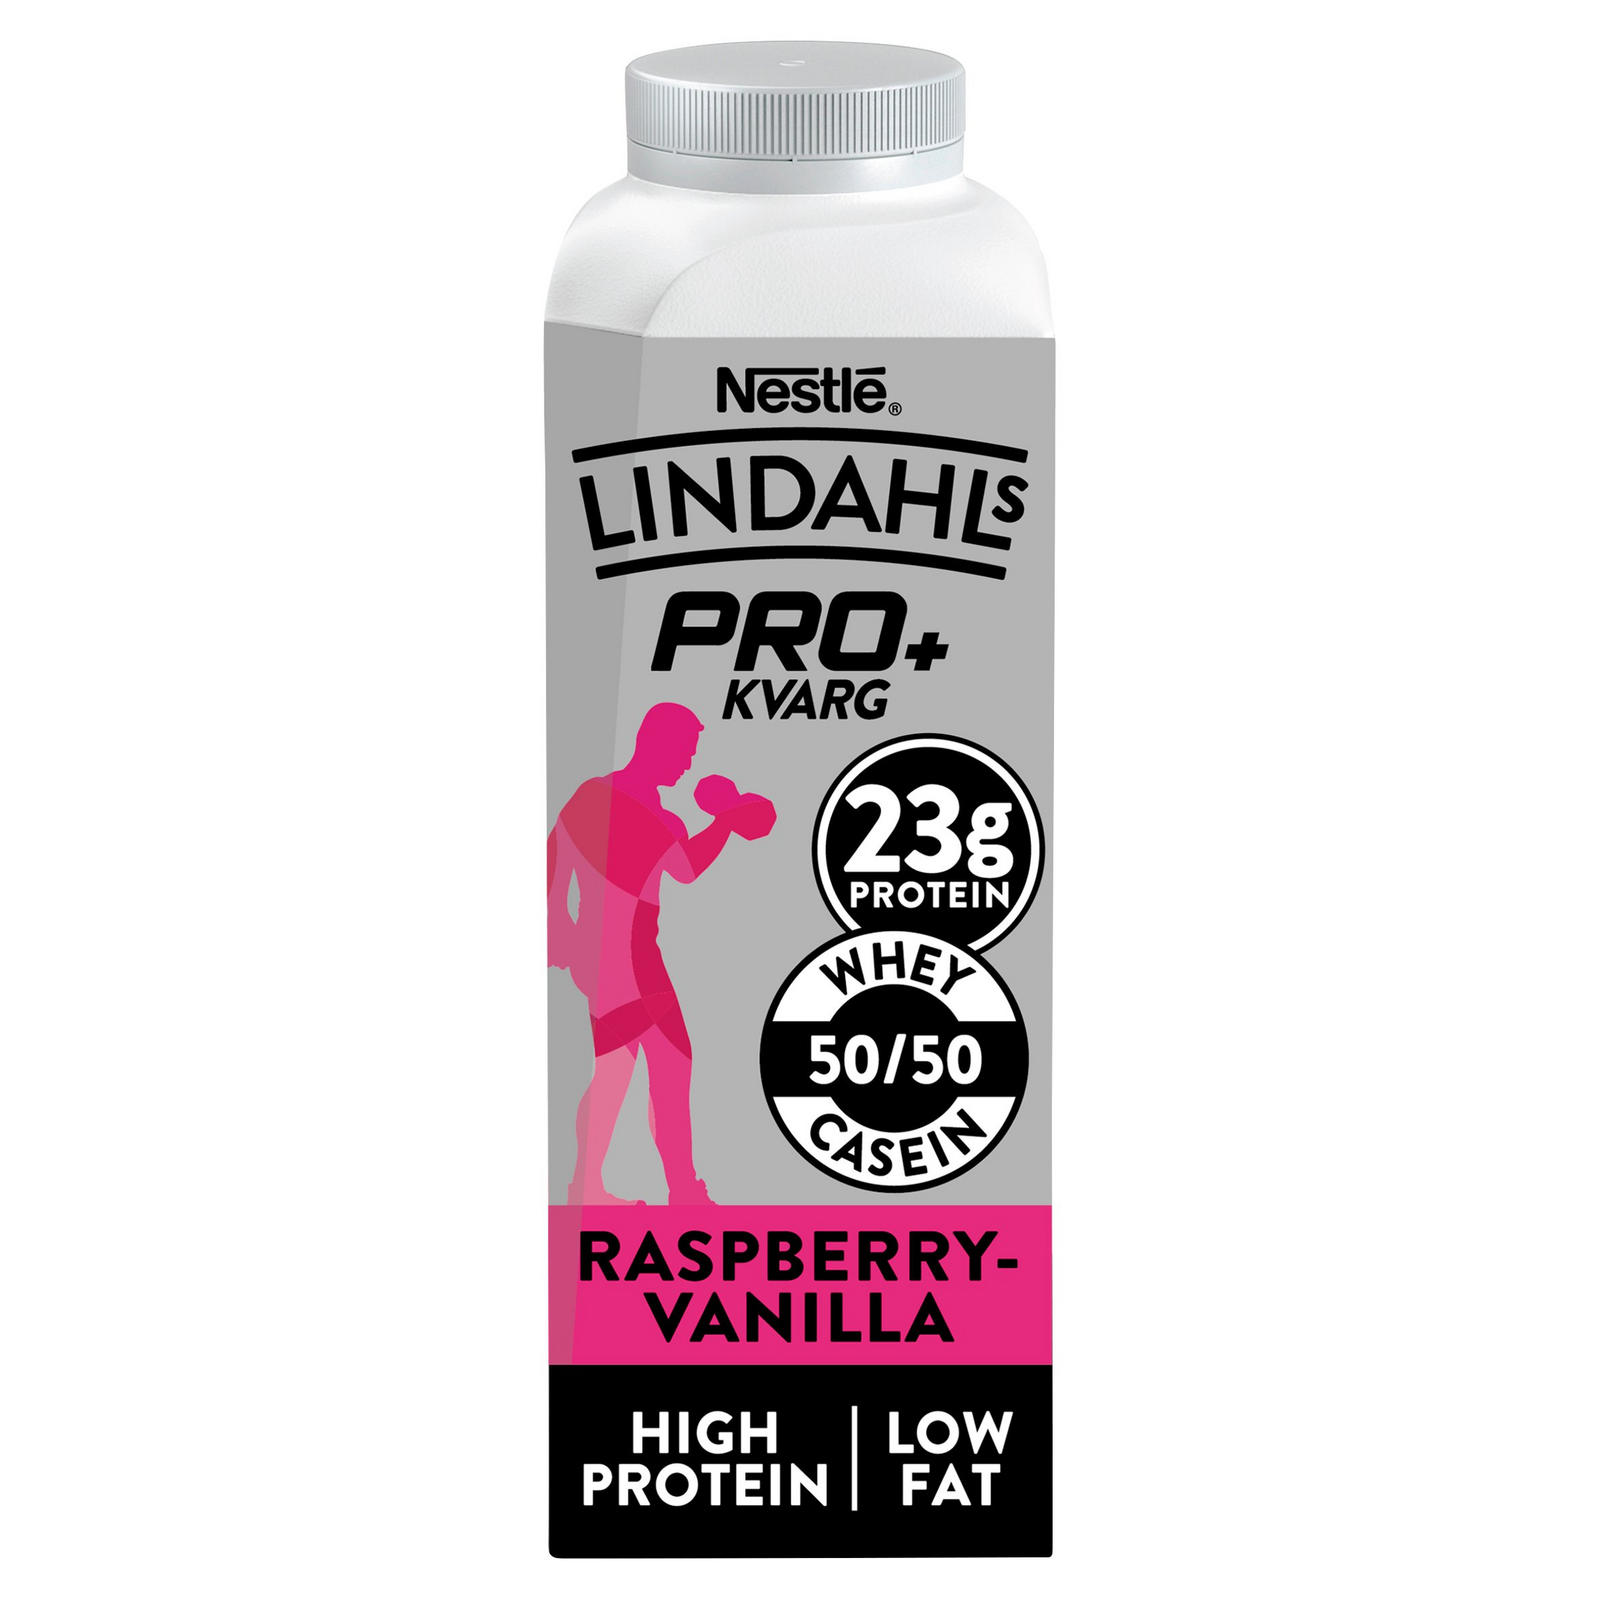 Nestlé®
LINDAHLs
PRO+
KVARG
23g
PROTEIN
WHEY
50/50
CASEIN
RASPBERRY-
VANILLA
HIGH
PROTEIN
LOW
FAT